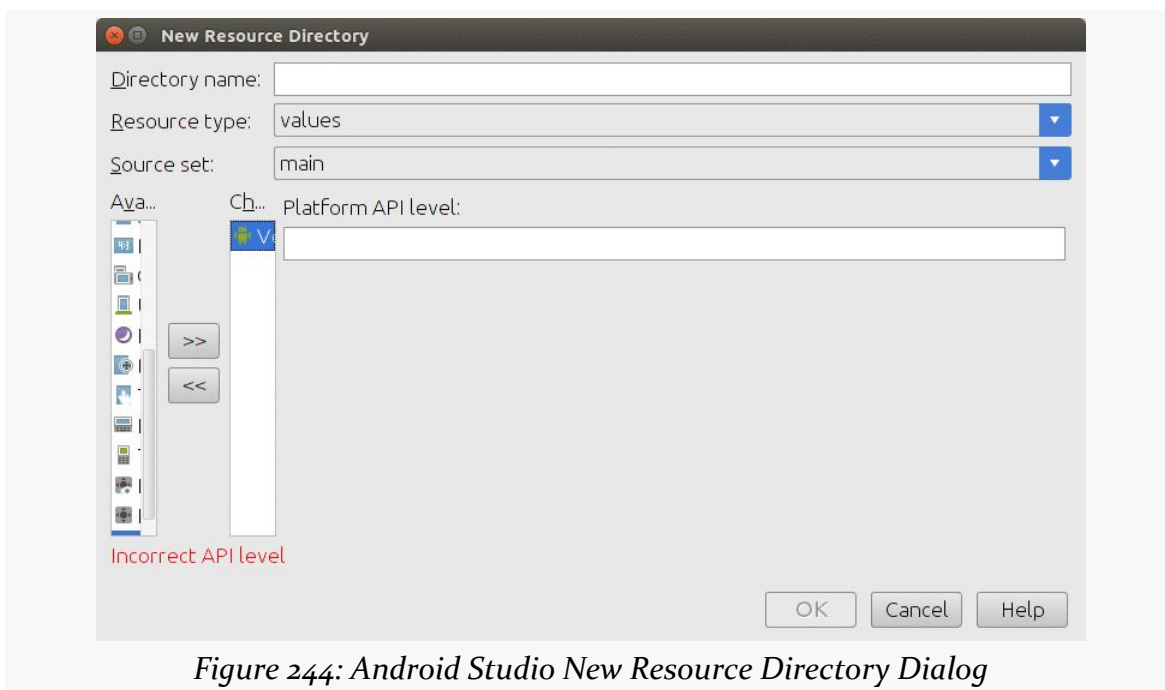 New Resource Directory
Directory name:
Resource type: values
Source set: main
Ava... Ch... Platform API level:
>>
<<
Incorrect API level
OK Cancel Help
Figure 244: Android Studio New Resource Directory Dialog